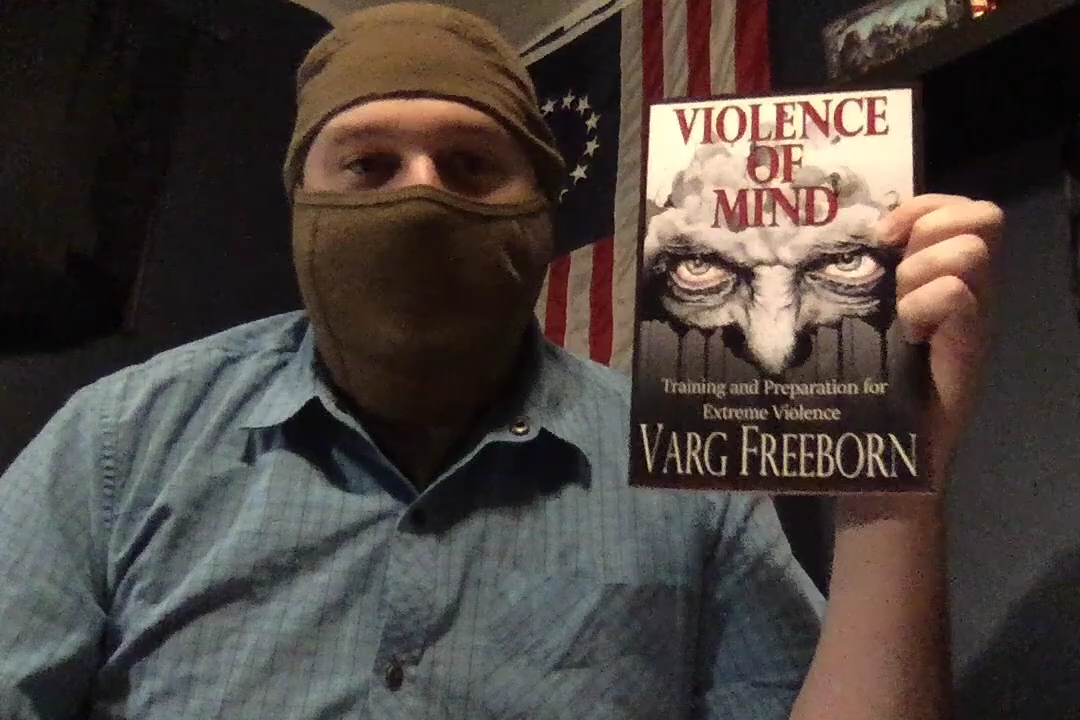 VIOLENCE
OF
MIND
Training and Preparation for
Extreme Violence
VARG FREEBORN